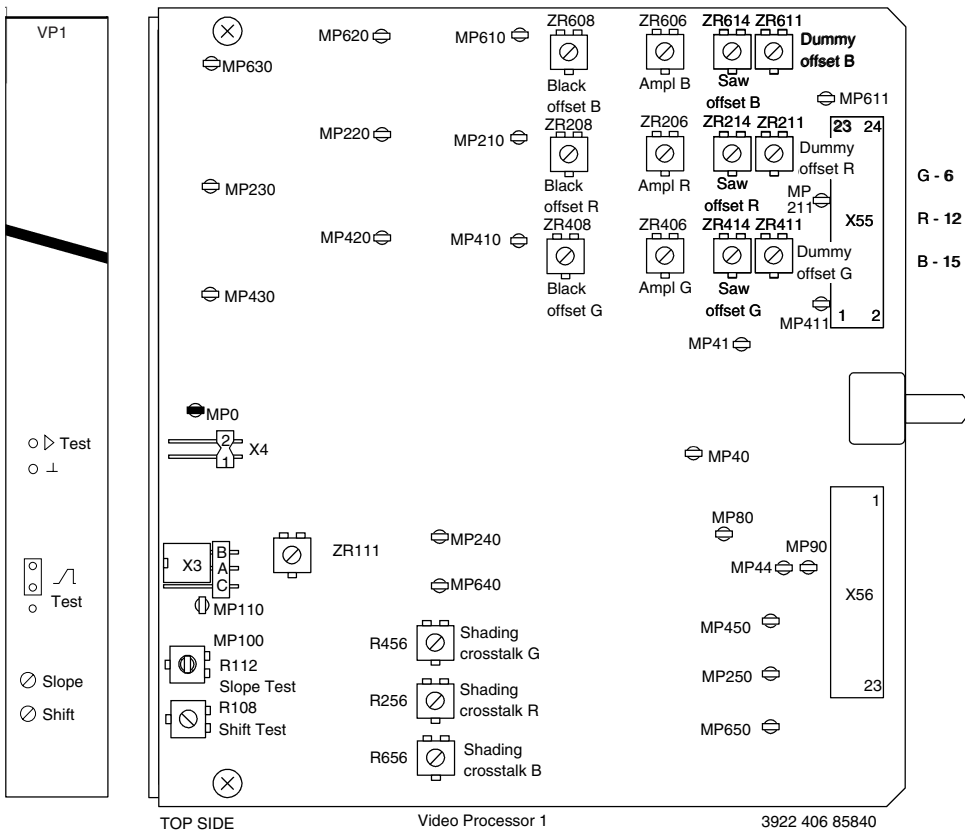 VP1
ZR608
ZR606
ZR614 ZR611
MP620
MP610
Dummy
offset B
MP630
Black
offset B
Ampl B
Saw
offset B
MP611
ZR208
ZR206
ZR214 ZR211
23 24
MP220
MP210
Dummy
offset R
MP230
Black
offset R
Ampl R
Saw
offset R
MP
211
X55
G - 6
R - 12
B - 15
ZR408
ZR406
ZR414 ZR411
MP420
MP410
Dummy
offset G
MP430
Black
offset G
Ampl G
Saw
offset G
1 2
MP411
MP41
MP0
Test
2
1
X4
MP40
⊥
1
MP80
MP240
MP90
X3
B
A
C
ZR111
MP44
MP640
X56
Test
MP110
MP450
MP100
R112
Slope Test
R456
Shading
crosstalk G
MP250
Slope
R256
Shading
crosstalk R
23
Shift
R108
Shift Test
MP650
R656
Shading
crosstalk B
TOP SIDE
Video Processor 1
3922 406 85840